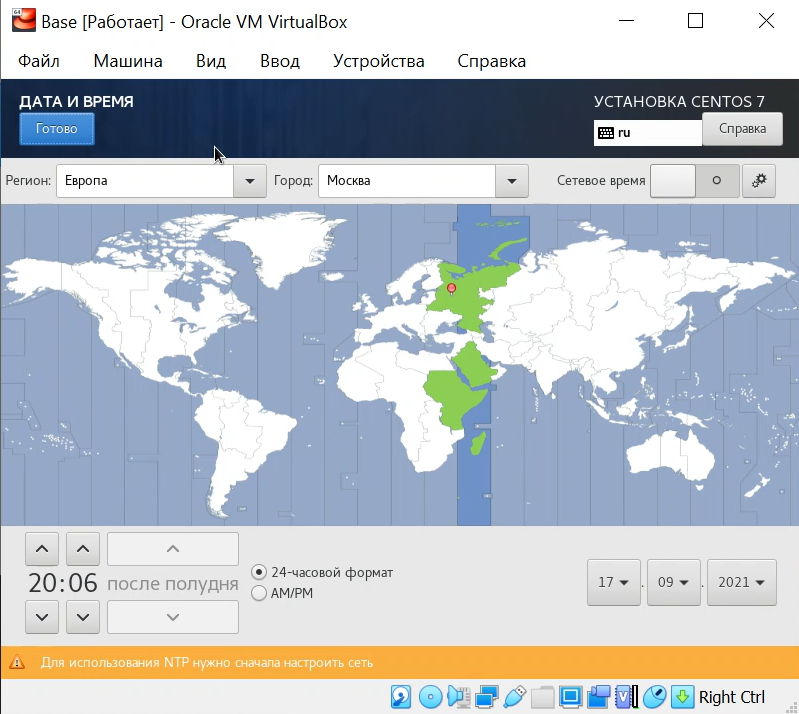 Base [Работает] - Oracle VM VirtualBox
Файл Машина Вид Ввод Устройства Справка
ДАТА И ВРЕМЯ
УСТАНОВКА CENTOS 7
Готово
ru
Справка
Регион: Европа Город: Москва Сетевое время
20:06 после полудня
24-часовой формат
AM/PM
17 . 09 . 2021
Для использования NTP нужно сначала настроить сеть
Right Ctrl